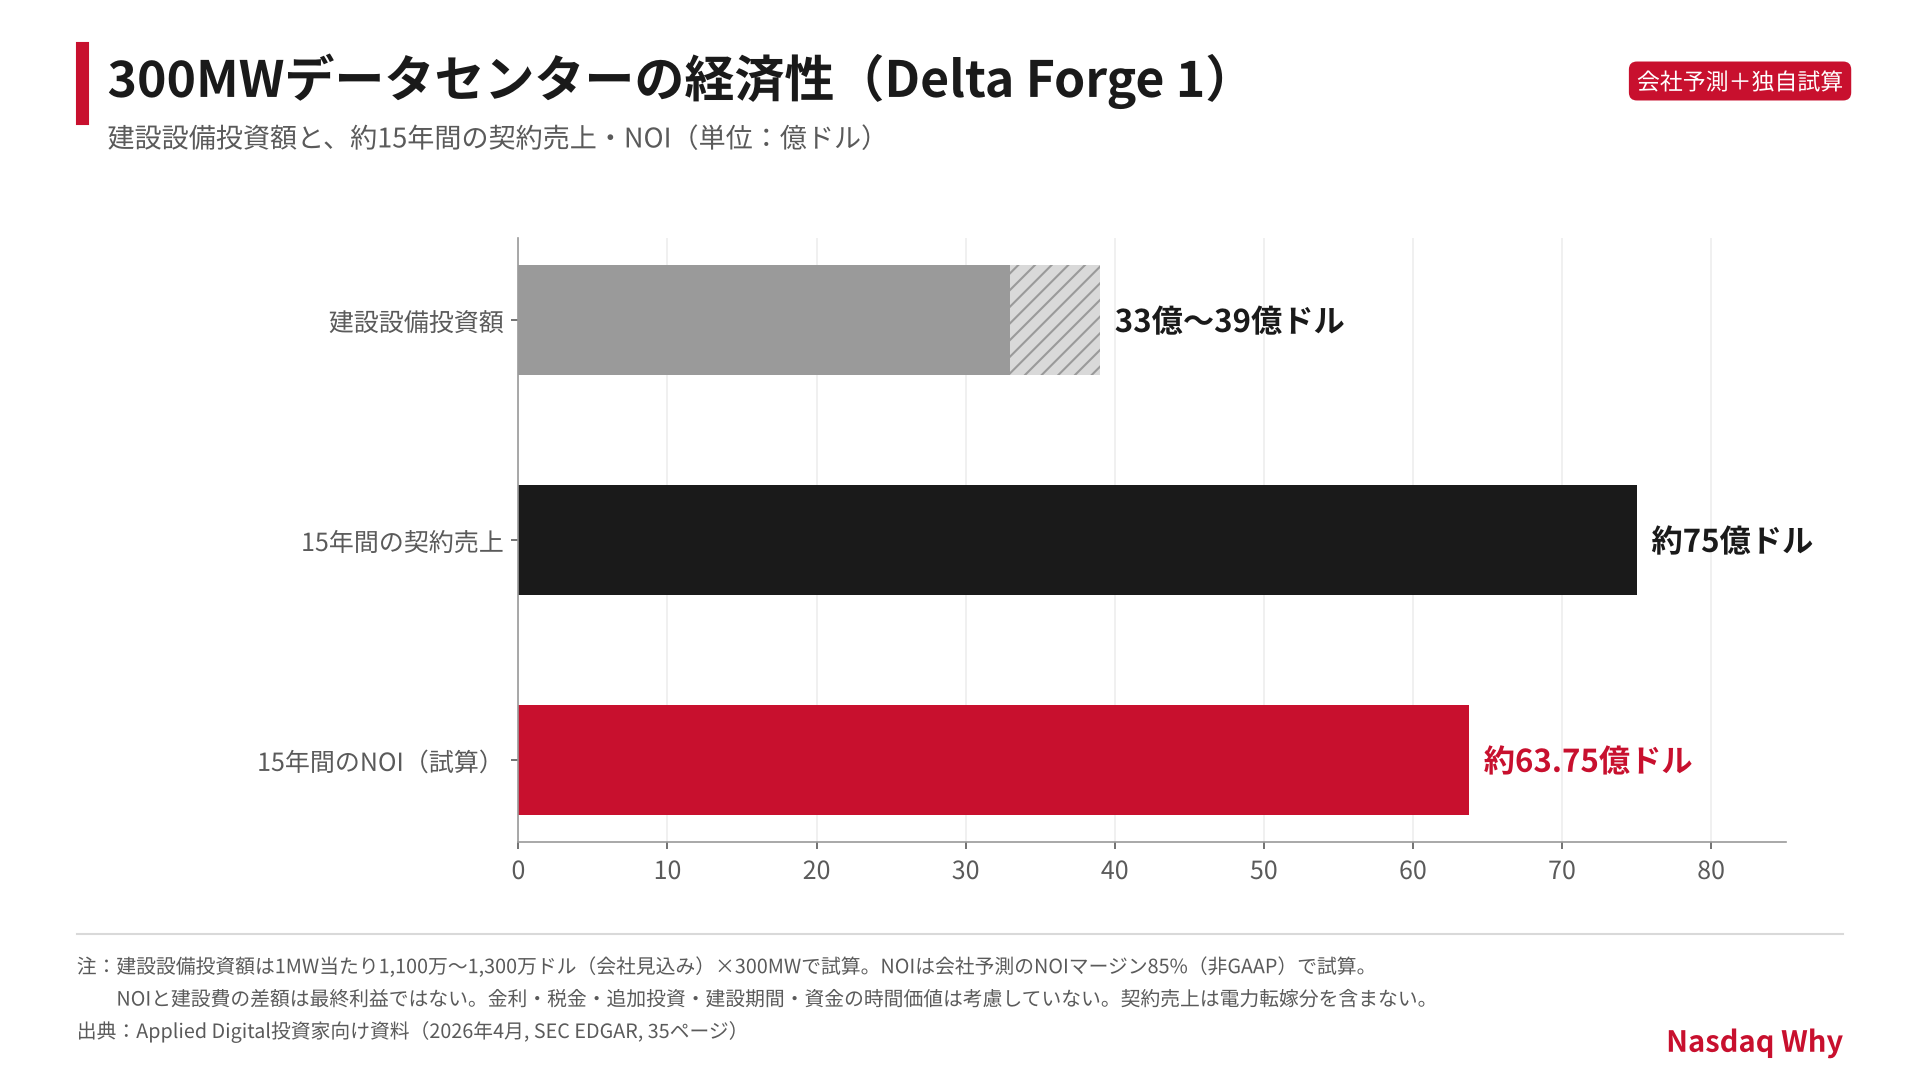 300MWデータセンターの経済性（Delta Forge 1）
会社予測＋独自試算
建設設備投資額と、約15年間の契約売上・NOI（単位：億ドル）
建設設備投資額
33億〜39億ドル
15年間の契約売上
約75億ドル
15年間のNOI（試算）
約63.75億ドル
0 10 20 30 40 50 60 70 80
注：建設設備投資額は1MW当たり1,100万〜1,300万ドル（会社見込み）×300MWで試算。NOIは会社予測のNOIマージン85%（非GAAP）で試算。
NOIと建設費の差額は最終利益ではない。金利・税金・追加投資・建設期間・資金の時間価値は考慮していない。契約売上は電力転嫁分を含まない。
出典：Applied Digital投資家向け資料（2026年4月, SEC EDGAR, 35ページ）
Nasdaq Why